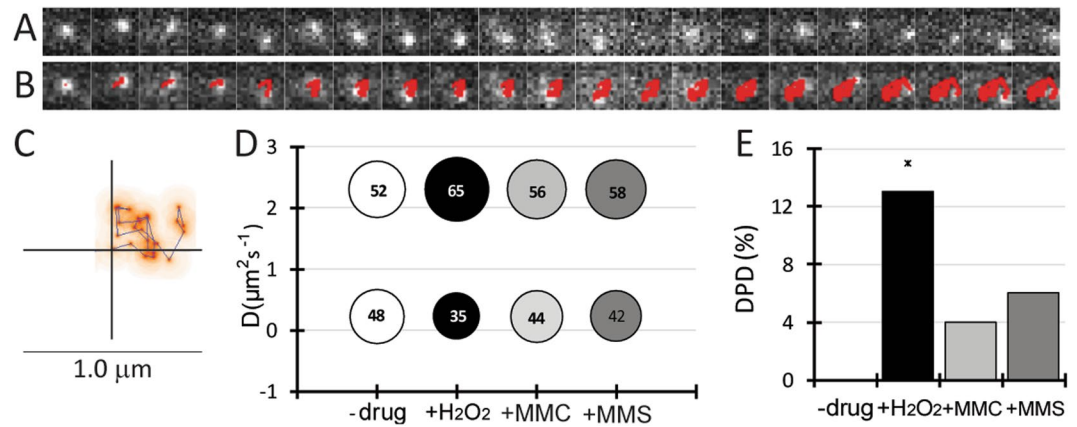 A
B
C
1.0 μm
D
D(μm²s⁻¹)
3
2
1
0
-1
52
65
56
58
48
35
44
42
-drug
+H₂O₂
+MMC
+MMS
E
DPD (%)
16
12
8
4
0
*
-drug
+H₂O₂
+MMC
+MMS